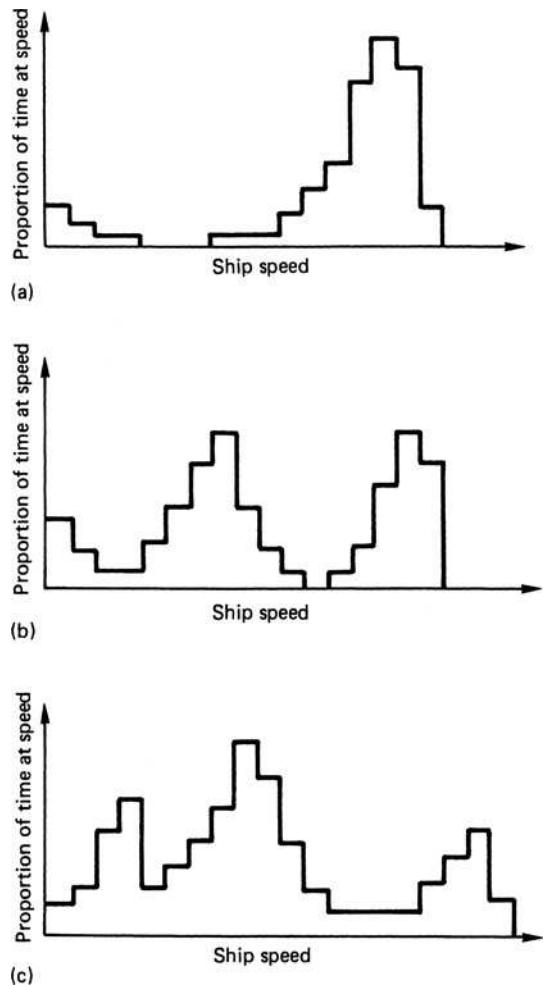 Proportion of time at speed
Ship speed
(a)
Proportion of time at speed
Ship speed
(b)
Proportion of time at speed
Ship speed
(c)